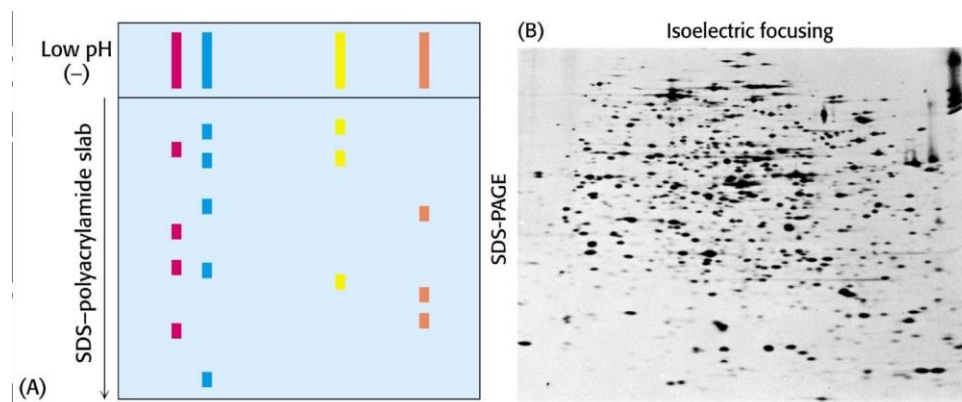 Low pH
(–)
SDS–polyacrylamide slab
(A)
(B)
Isoelectric focusing
SDS-PAGE